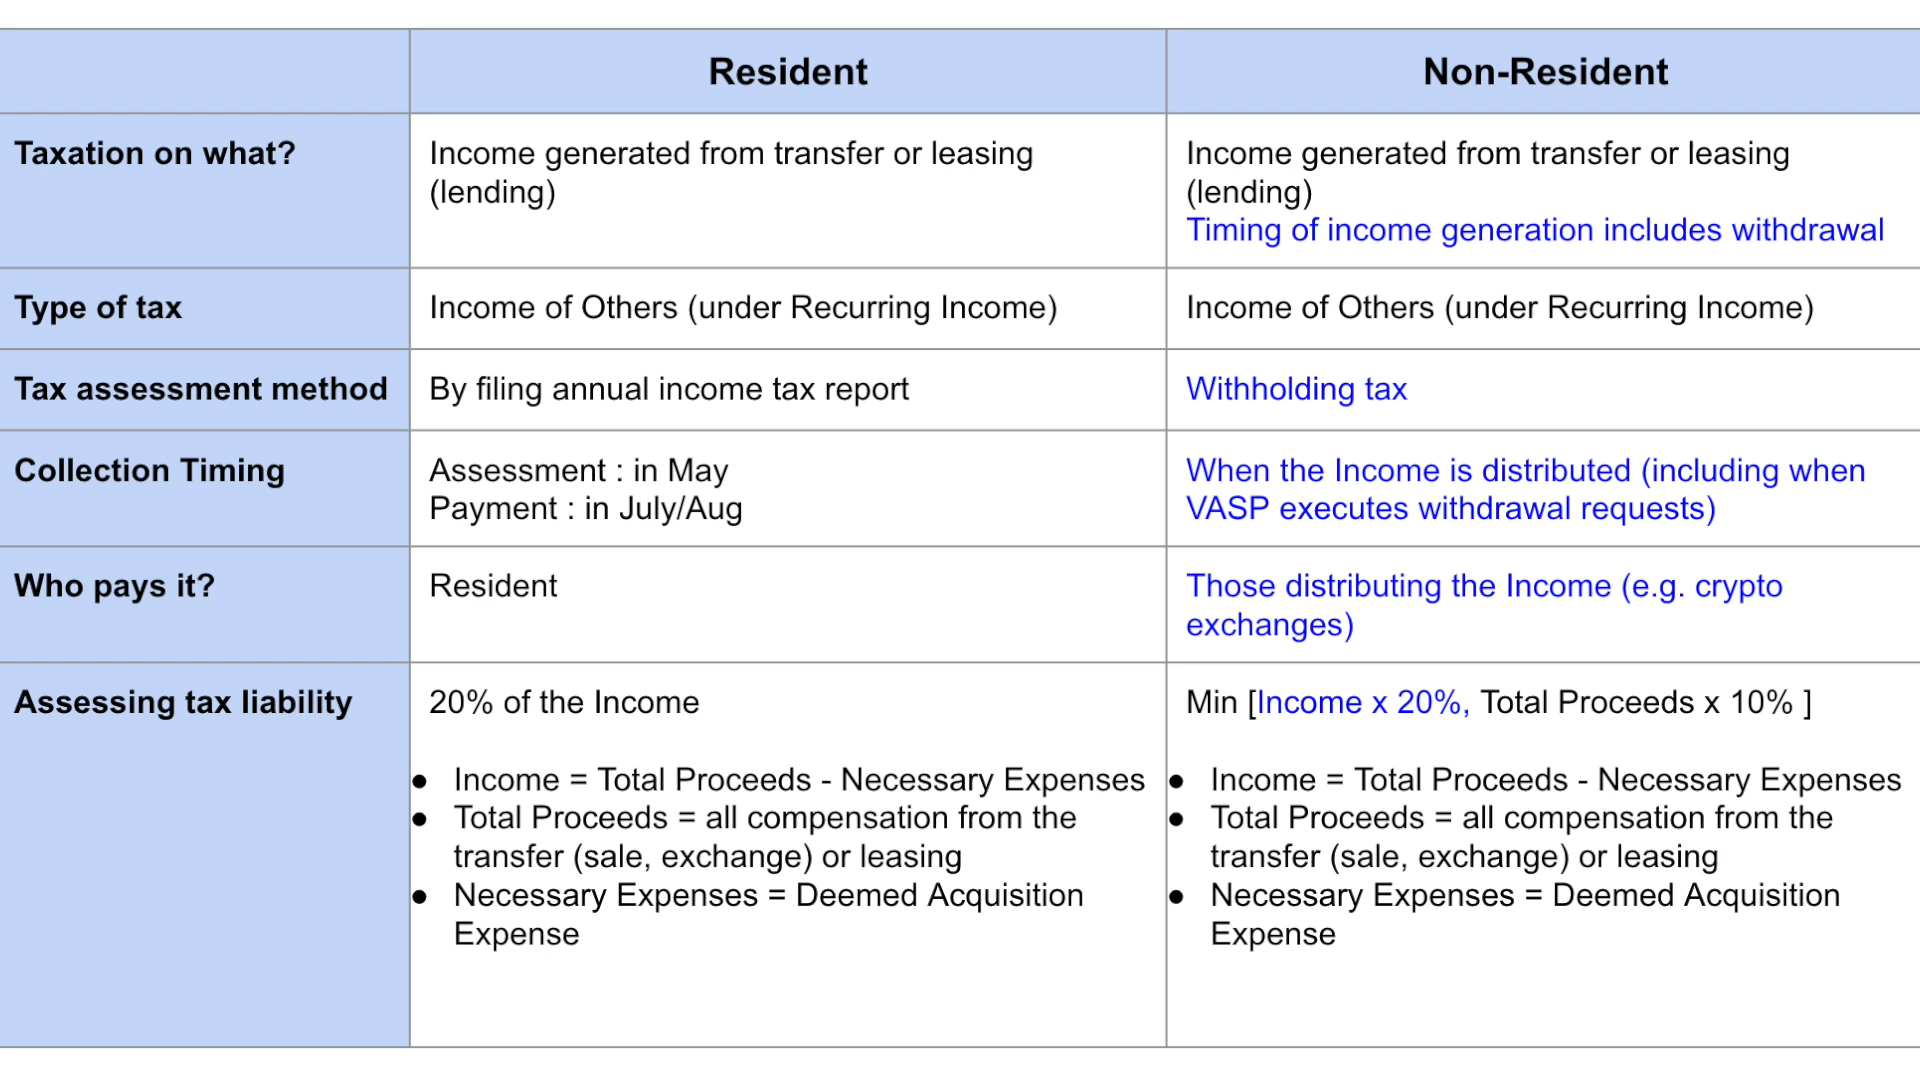 Resident
Non-Resident
Taxation on what?
Income generated from transfer or leasing
(lending)
Income generated from transfer or leasing
(lending)
Timing of income generation includes withdrawal
Type of tax
Income of Others (under Recurring Income)
Income of Others (under Recurring Income)
Tax assessment method
By filing annual income tax report
Withholding tax
Collection Timing
Assessment : in May
Payment : in July/Aug
When the Income is distributed (including when
VASP executes withdrawal requests)
Who pays it?
Resident
Those distributing the Income (e.g. crypto
exchanges)
Assessing tax liability
20% of the Income
● Income = Total Proceeds - Necessary Expenses
● Total Proceeds = all compensation from the
transfer (sale, exchange) or leasing
● Necessary Expenses = Deemed Acquisition
Expense
Min [Income x 20%, Total Proceeds x 10% ]
● Income = Total Proceeds - Necessary Expenses
● Total Proceeds = all compensation from the
transfer (sale, exchange) or leasing
● Necessary Expenses = Deemed Acquisition
Expense